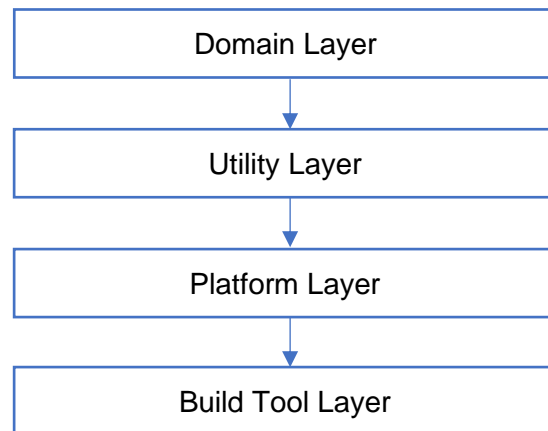 Domain Layer
Utility Layer
Platform Layer
Build Tool Layer